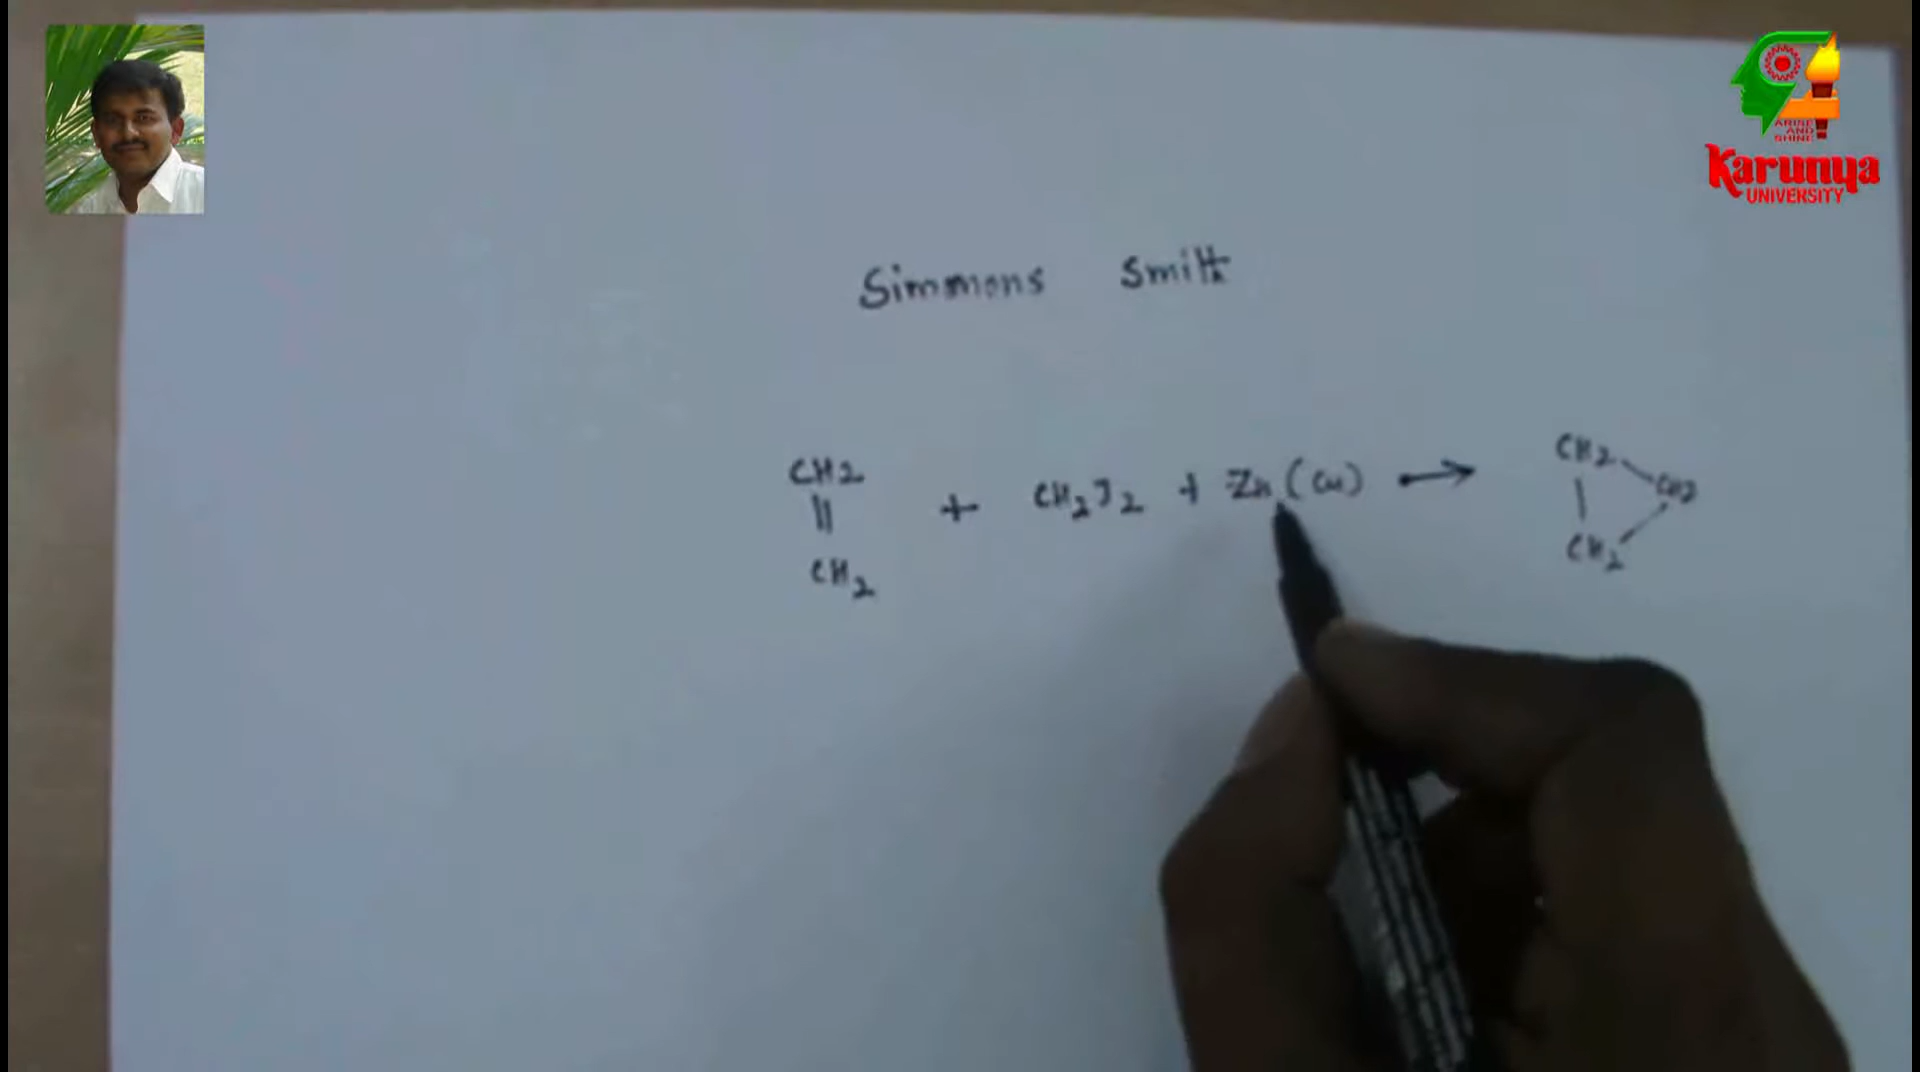 ARISE
AND
SHINE
Karunya
UNIVERSITY
Simmons Smith
CH2 || CH2 + CH2I2 + Zn(Cu) → CH2 CH2 CH2